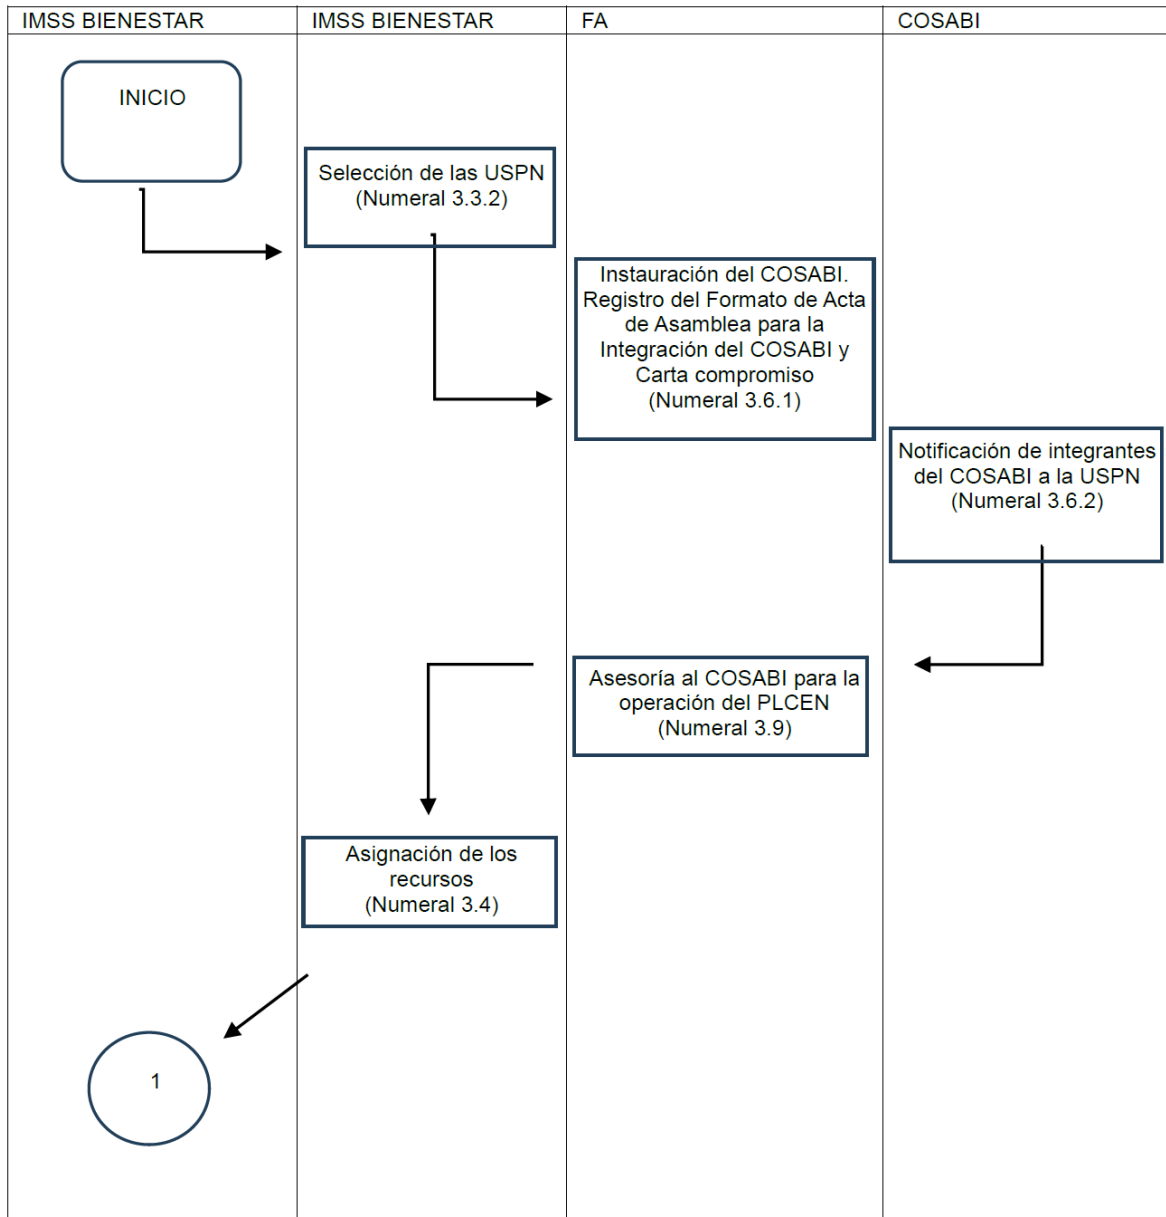 IMSS BIENESTAR
IMSS BIENESTAR
FA
COSABI
INICIO
Selección de las USPN
(Numeral 3.3.2)
Instauración del COSABI.
Registro del Formato de Acta
de Asamblea para la
Integración del COSABI y
Carta compromiso
(Numeral 3.6.1)
Notificación de integrantes
del COSABI a la USPN
(Numeral 3.6.2)
Asesoría al COSABI para la
operación del PLCEN
(Numeral 3.9)
Asignación de los
recursos
(Numeral 3.4)
1